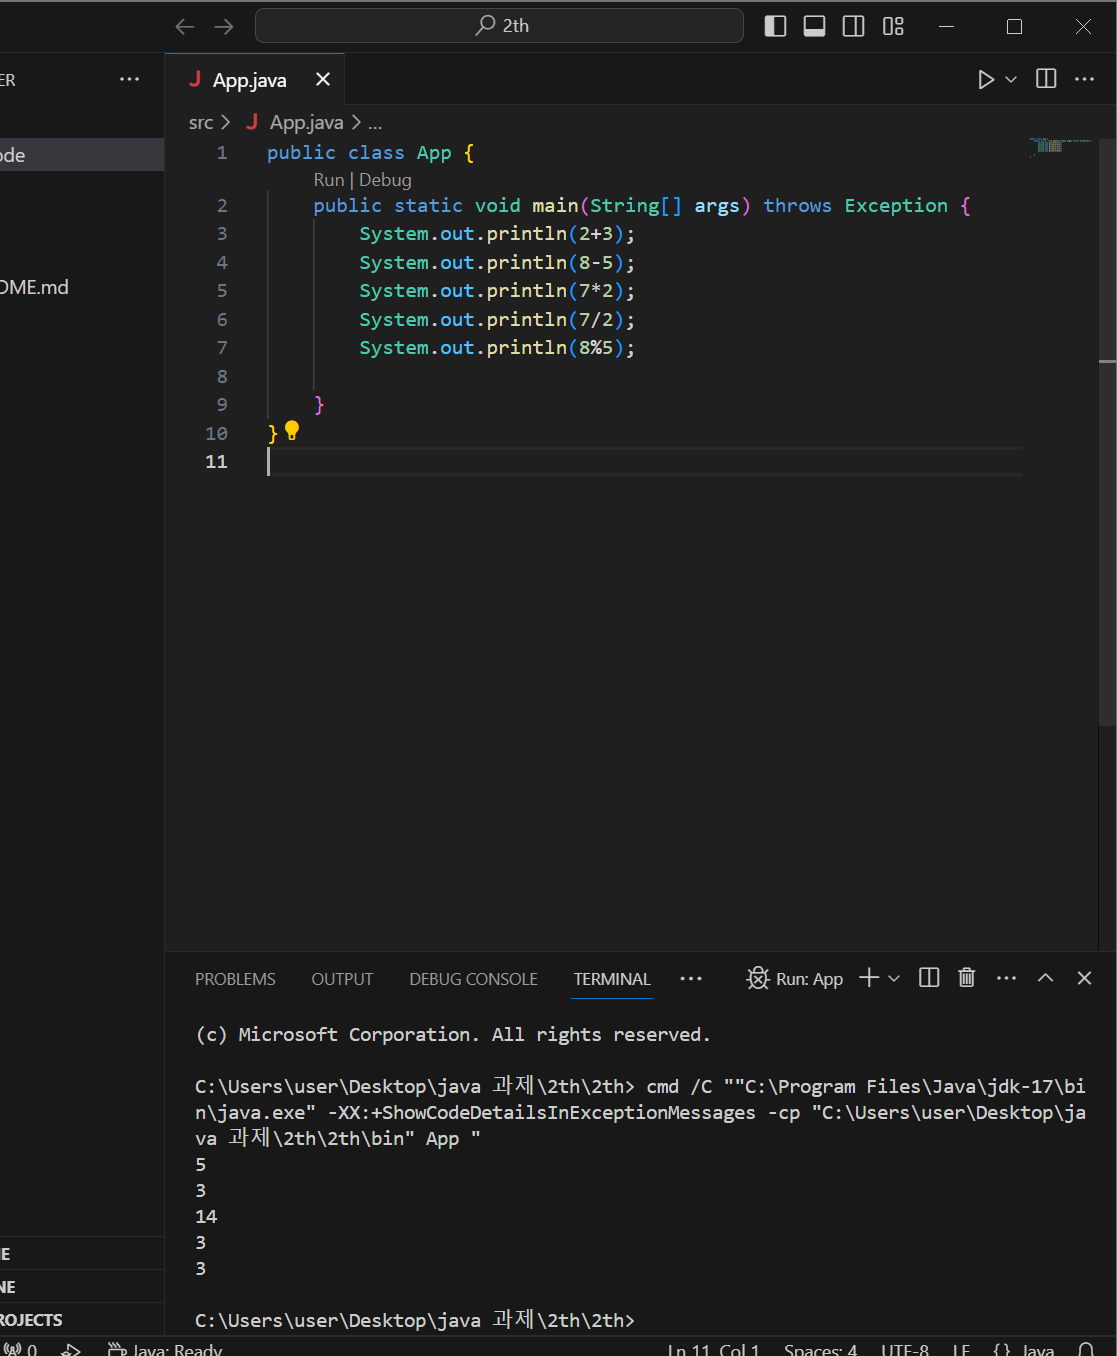 2th
ER
App.java
src > App.java > ...
ode
1 public class App {
Run | Debug
2 public static void main(String[] args) throws Exception {
3 System.out.println(2+3);
4 System.out.println(8-5);
DME.md
5 System.out.println(7*2);
6 System.out.println(7/2);
7 System.out.println(8%5);
8
9 }
10 }
11
PROBLEMS OUTPUT DEBUG CONSOLE TERMINAL ... Run: App
(c) Microsoft Corporation. All rights reserved.
C:\Users\user\Desktop\java 과제\2th\2th> cmd /C ""C:\Program Files\Java\jdk-17\bi
n\java.exe" -XX:+ShowCodeDetailsInExceptionMessages -cp "C:\Users\user\Desktop\ja
va 과제\2th\2th\bin" App "
5
3
14
3
3
C:\Users\user\Desktop\java 과제\2th\2th>
E
NE
ROJECTS
0 Java: Ready Ln 11, Col 1 Spaces: 4 UTF-8 LF {} Java